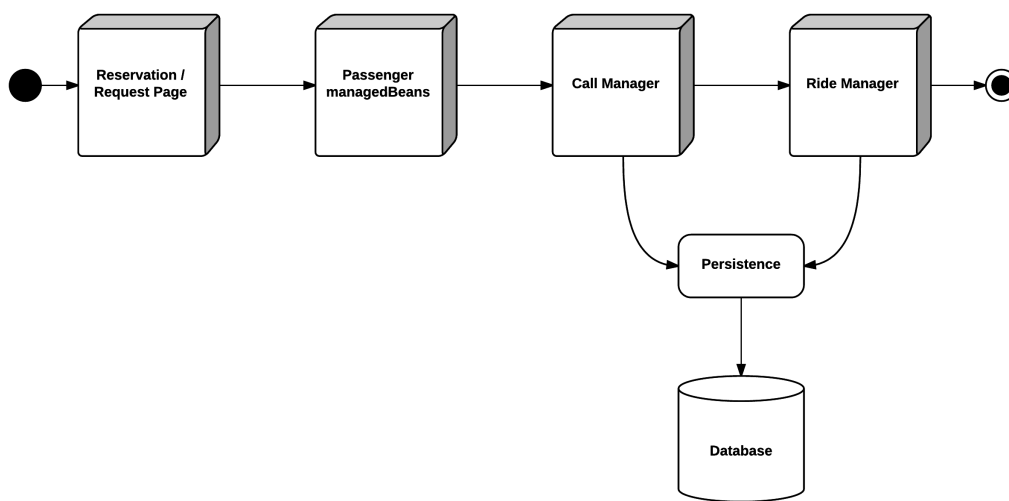 Reservation /
Request Page
Passenger
managedBeans
Call Manager
Ride Manager
Persistence
Database